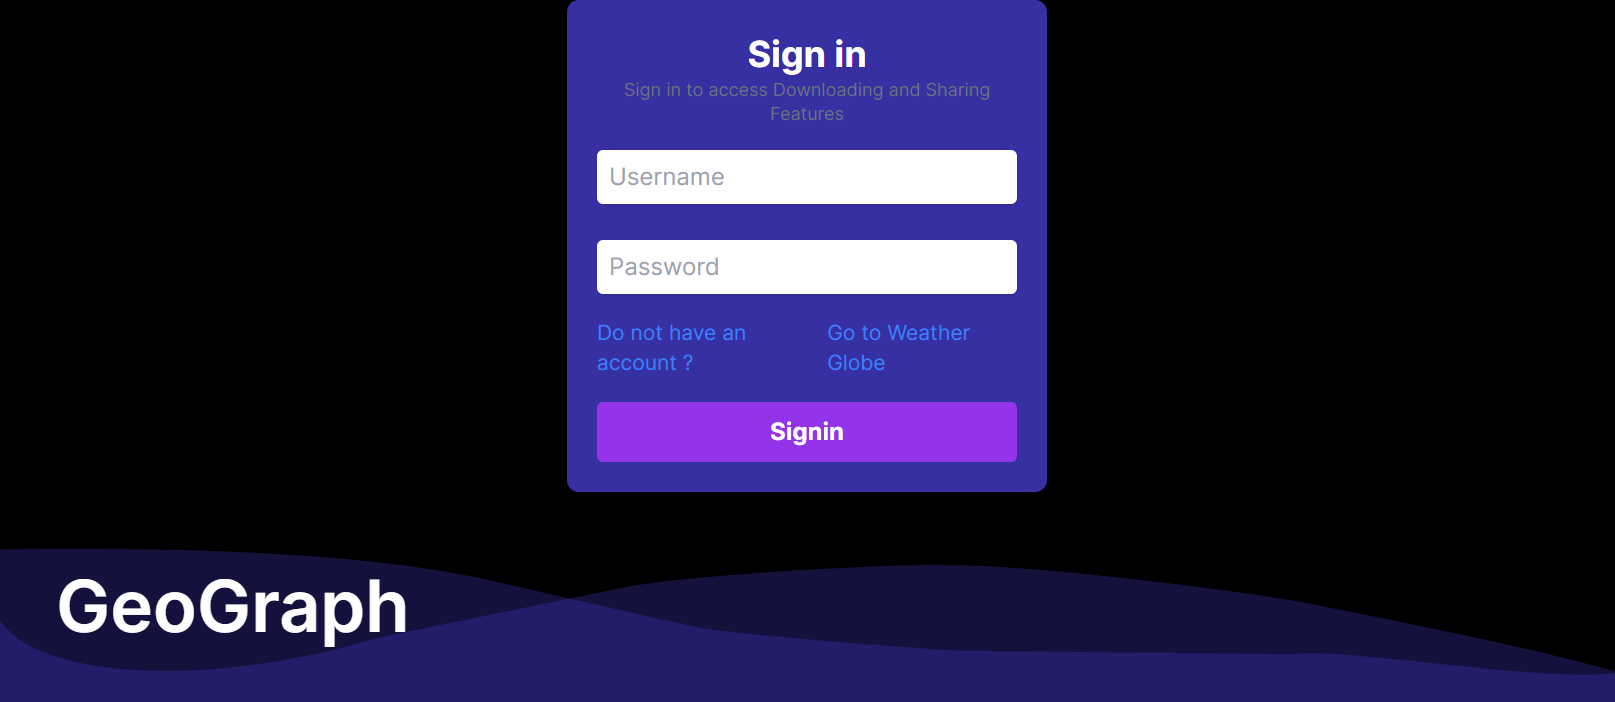 Sign in
Sign in to access Downloading and Sharing
Features
Username
Password
Do not have an
account ?
Go to Weather
Globe
Signin
GeoGraph